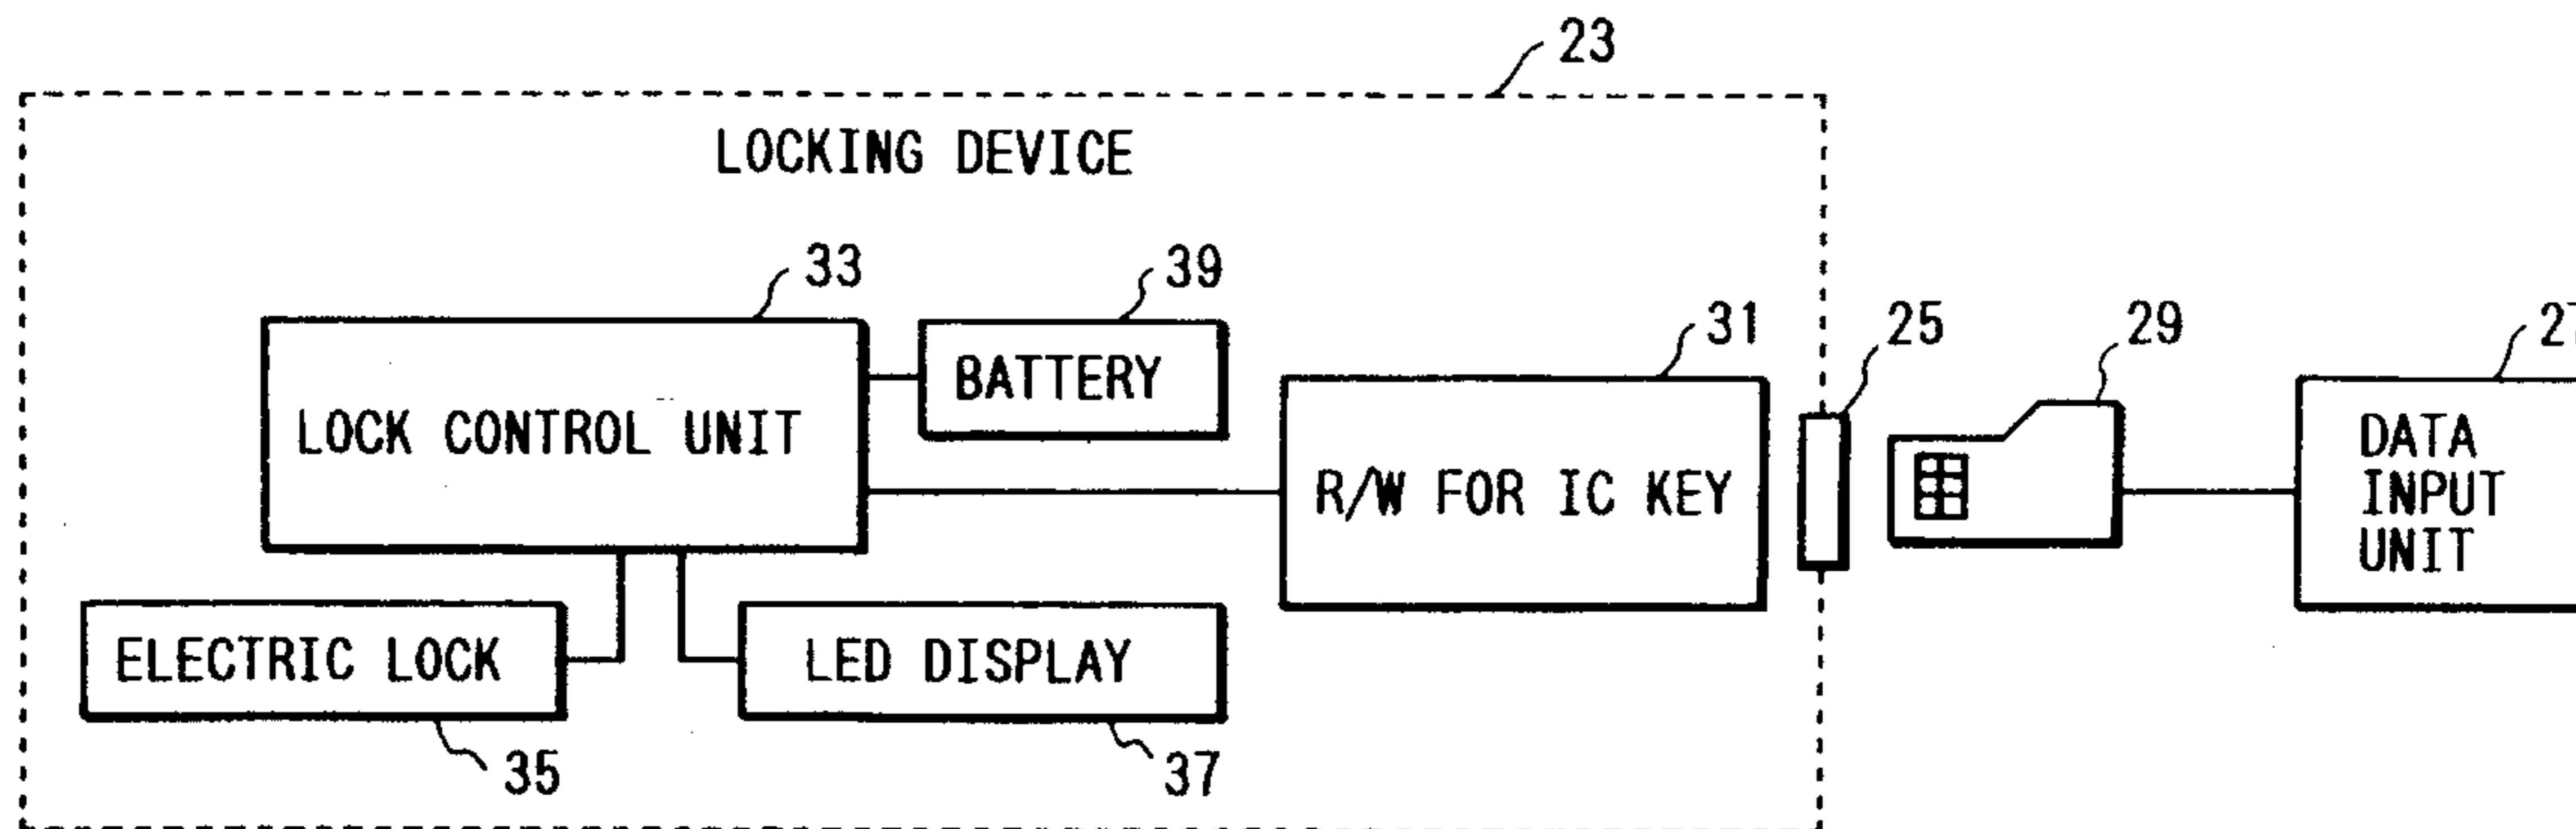 23
LOCKING DEVICE
33
39
31
25
29
27
BATTERY
LOCK CONTROL UNIT
R/W FOR IC KEY
DATA
INPUT
UNIT
ELECTRIC LOCK
LED DISPLAY
35
37